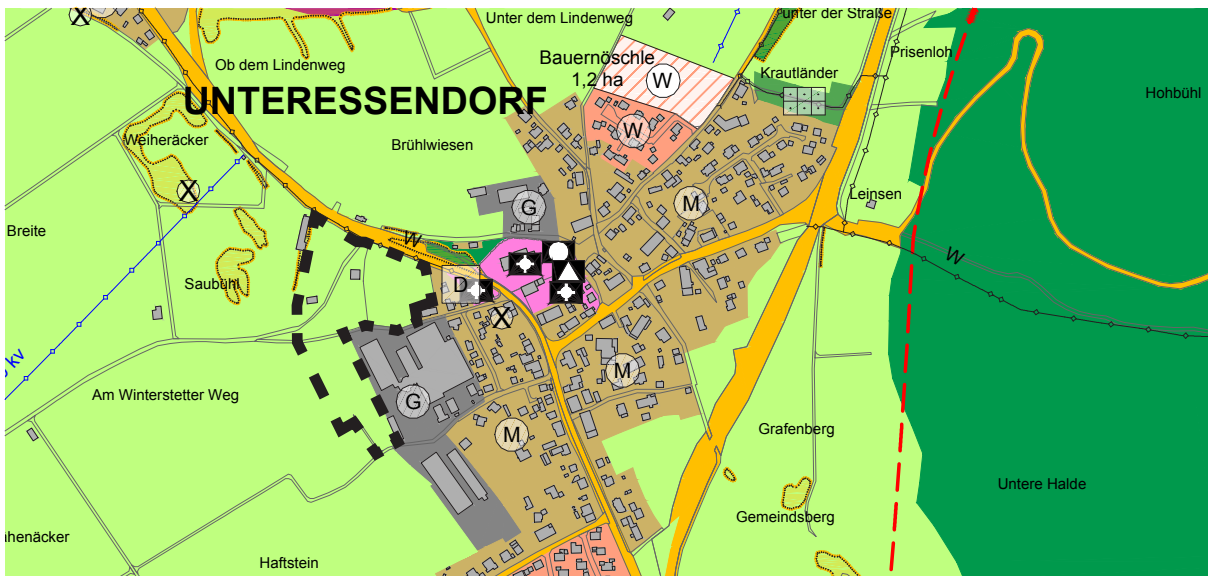 X
Unter dem Lindenweg
unter der Straße
Prisenloh
Bauernöschle
1,2 ha
W
Krautländer
Ob dem Lindenweg
Hohbühl
UNTERESSENDORF
W
Weiheräcker
Brühlwiesen
X
Leinsen
G
M
Breite
W
W
Saubühl
D
X
kv
M
Am Winterstetter Weg
G
M
Grafenberg
Untere Halde
Gemeindsberg
henäcker
Haftstein